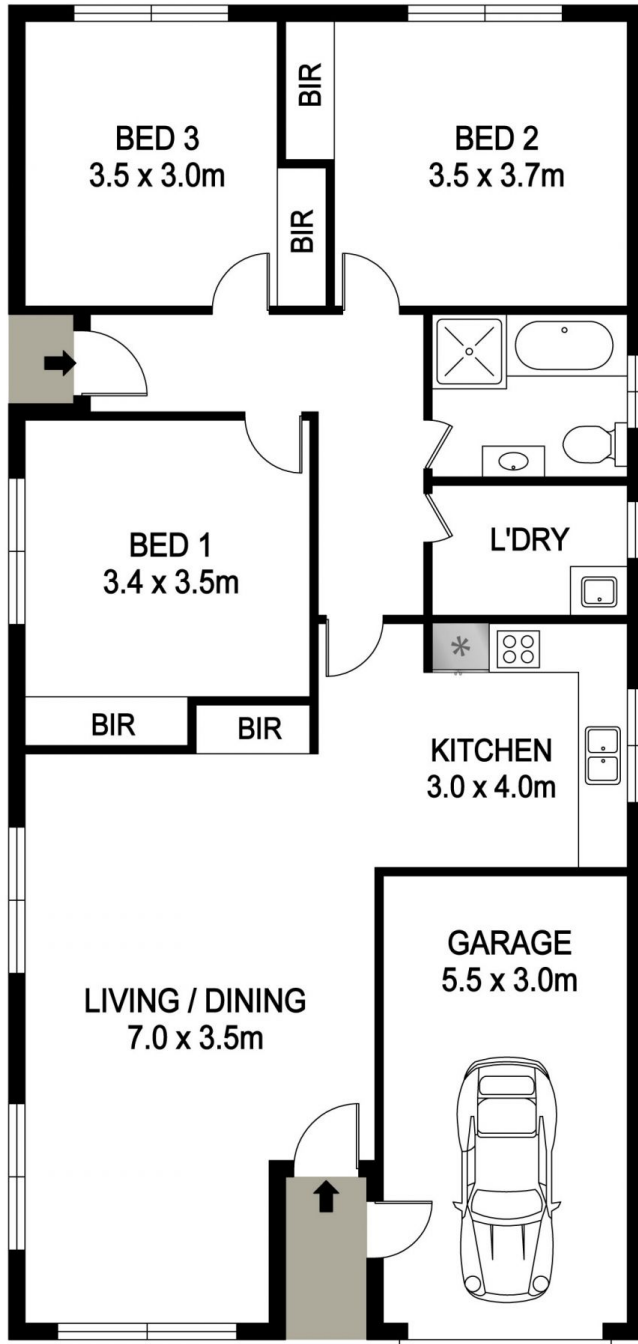 BED 3
3.5 x 3.0m
BIR
BIR
BED 2
3.5 x 3.7m
BED 1
3.4 x 3.5m
L'DRY
BIR
BIR
KITCHEN
3.0 x 4.0m
GARAGE
5.5 x 3.0m
LIVING / DINING
7.0 x 3.5m